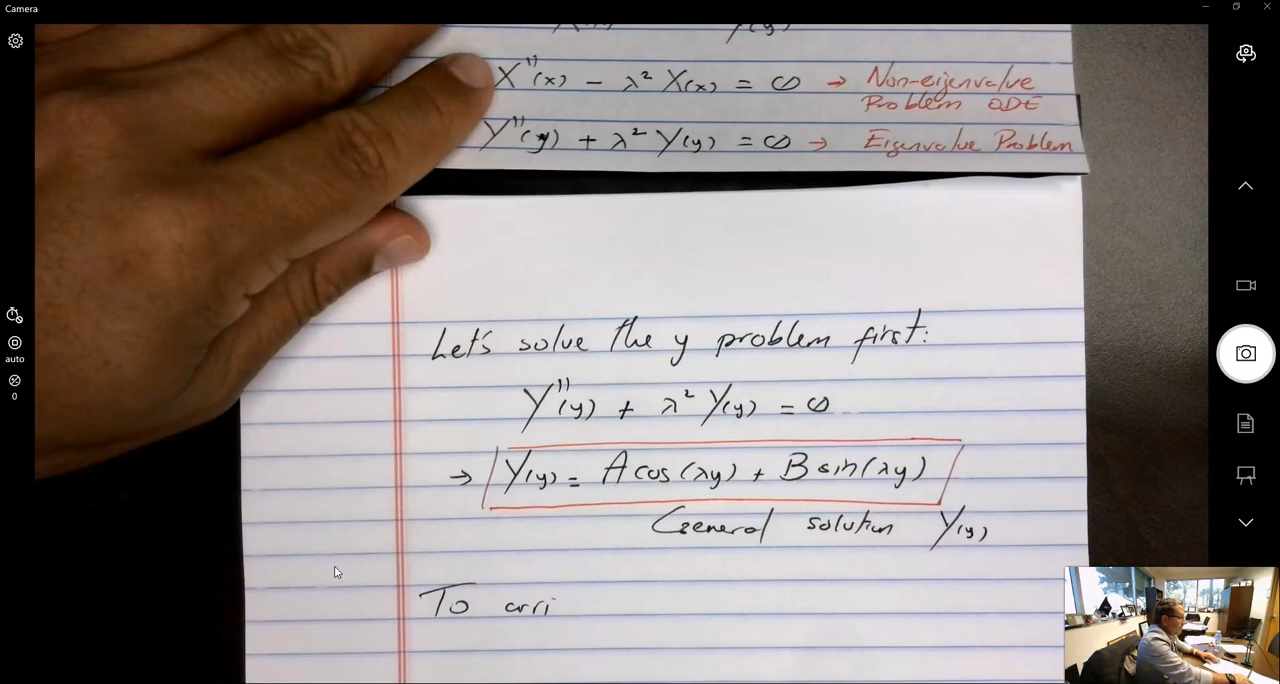 Camera
X''(x) - λ² X(x) = 0 → Non-eigenvalue
Problem ODE
Y''(y) + λ² Y(y) = 0 → Eigenvalue Problem
Let's solve the y problem first:
Y''(y) + λ² Y(y) = 0
→ Y(y) = A cos(λy) + B sin(λy)
General solution Y(y)
To arri
auto
0